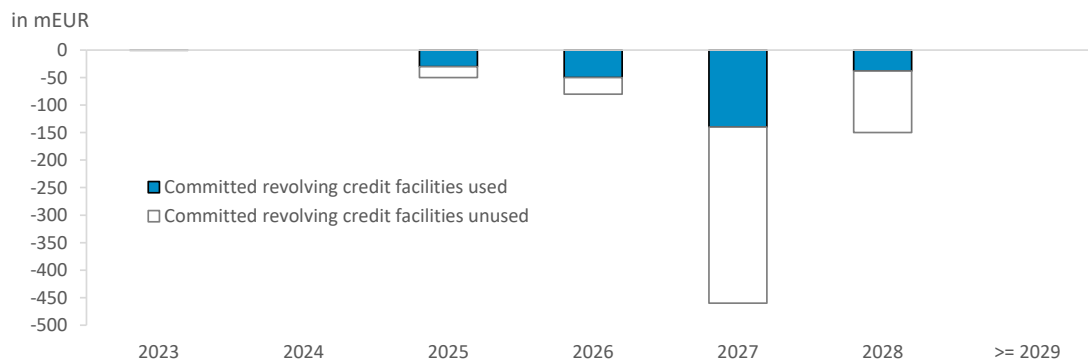 in mEUR
0
-50
-100
-150
-200
-250
-300
-350
-400
-450
-500
Committed revolving credit facilities used
Committed revolving credit facilities unused
2023 2024 2025 2026 2027 2028 >= 2029